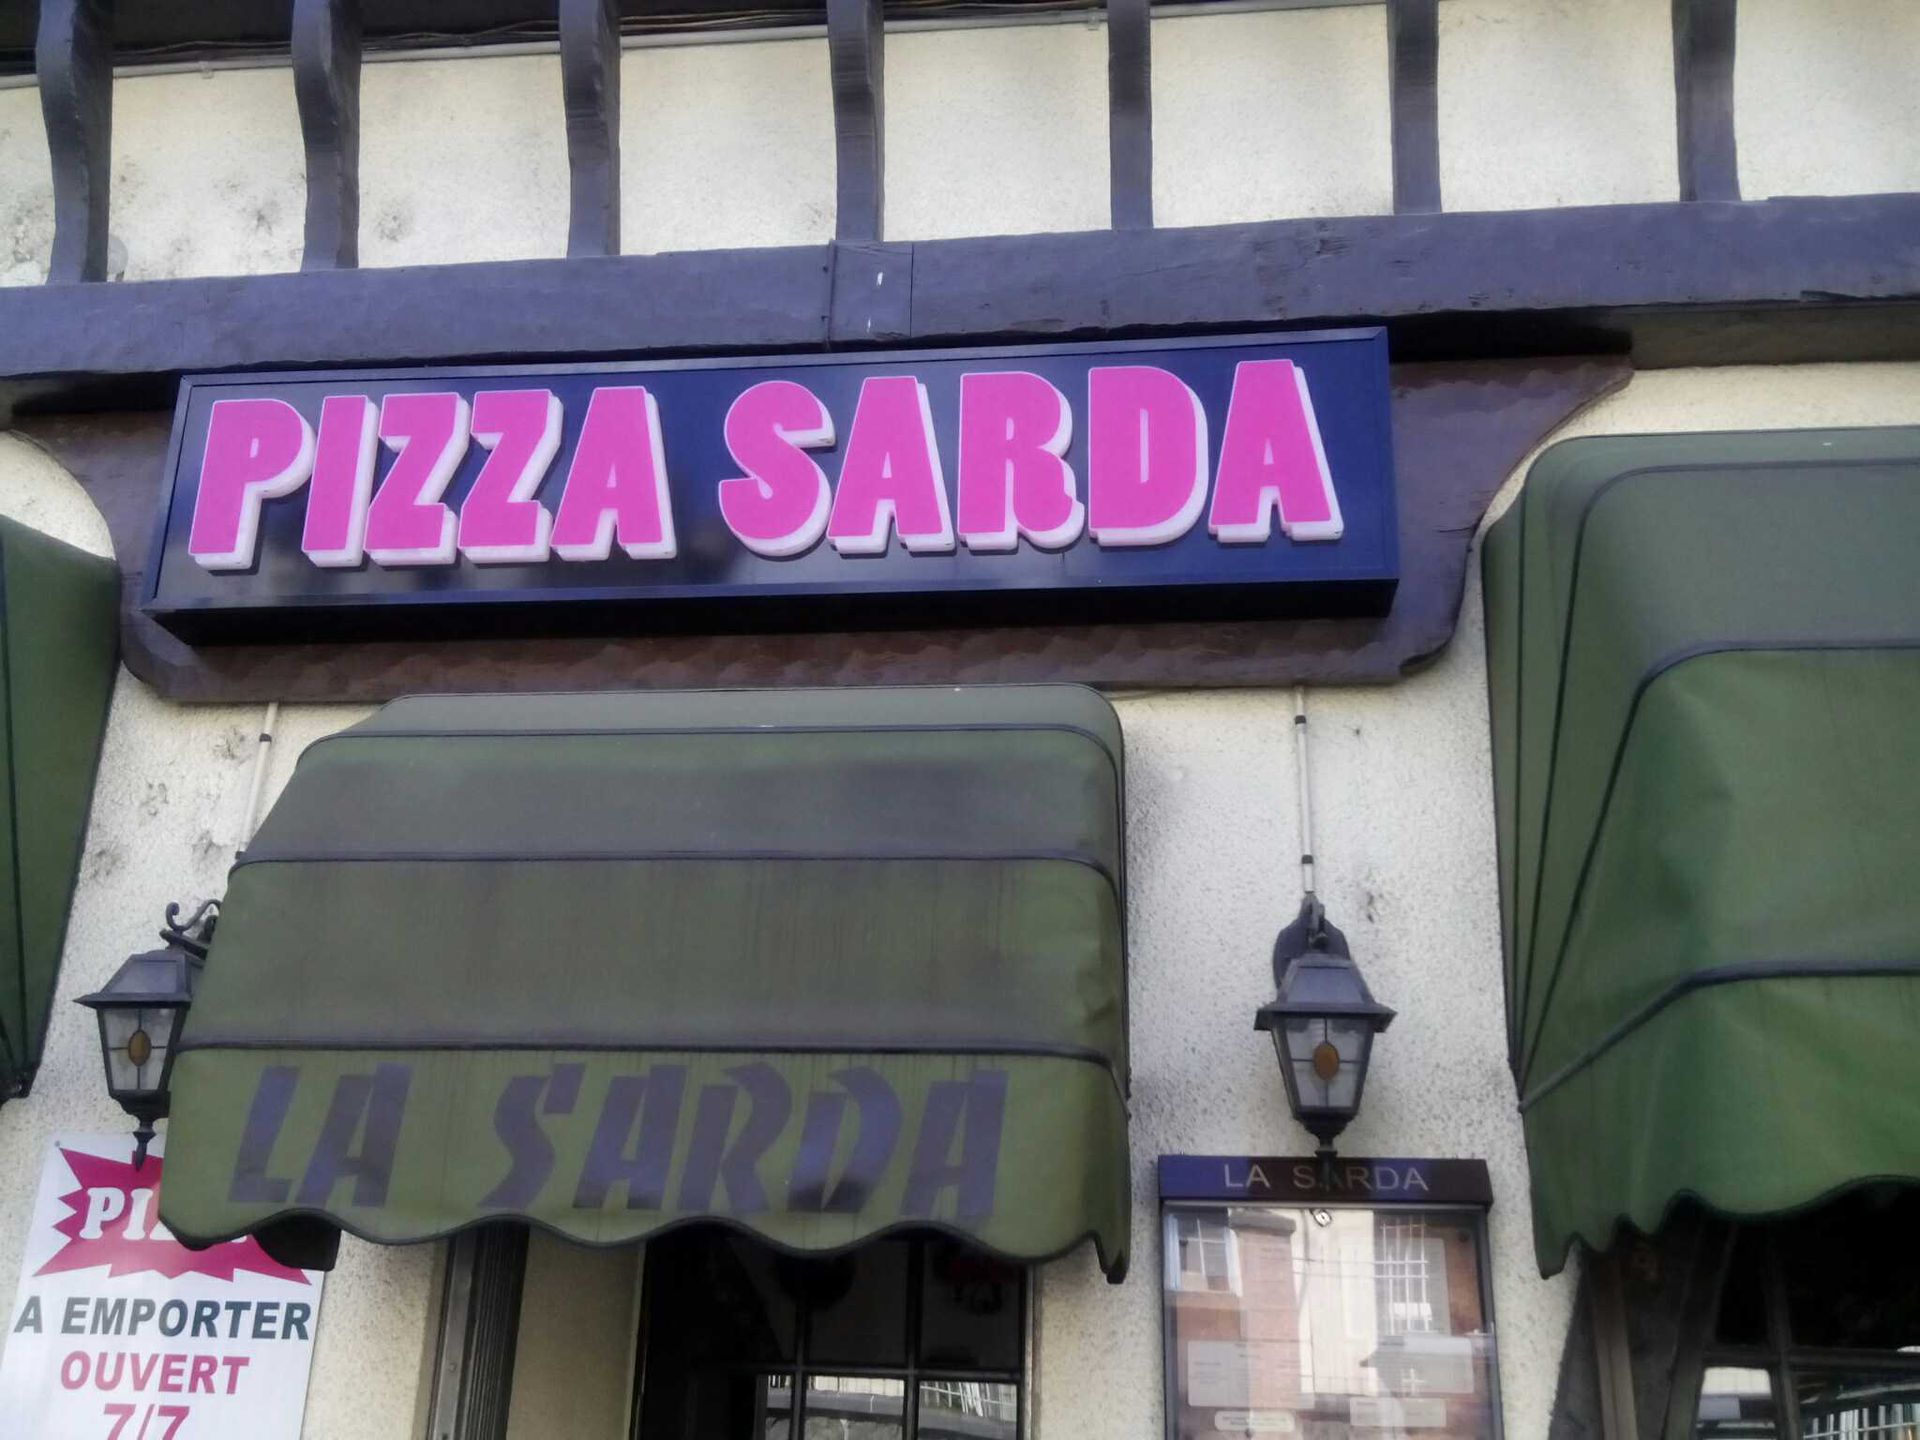 PIZZA SARDA
LA SARDA
LA SARDA
A EMPORTER
OUVERT
7/7